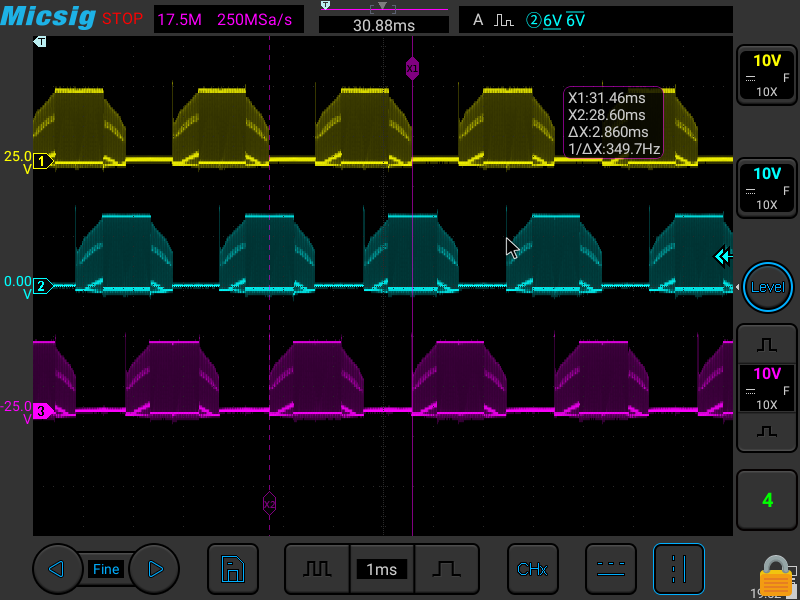 Micsig STOP 17.5M 250MSa/s T 30.88ms A ②6V 6V
T
10V
F
10X
X1
X1:31.46ms
X2:28.60ms
ΔX:2.860ms
1/ΔX:349.7Hz
25.0
V
1
10V
F
10X
0.00
V
2
Level
10V
F
10X
-25.0
V
3
X2
4
Fine
1ms
CHx